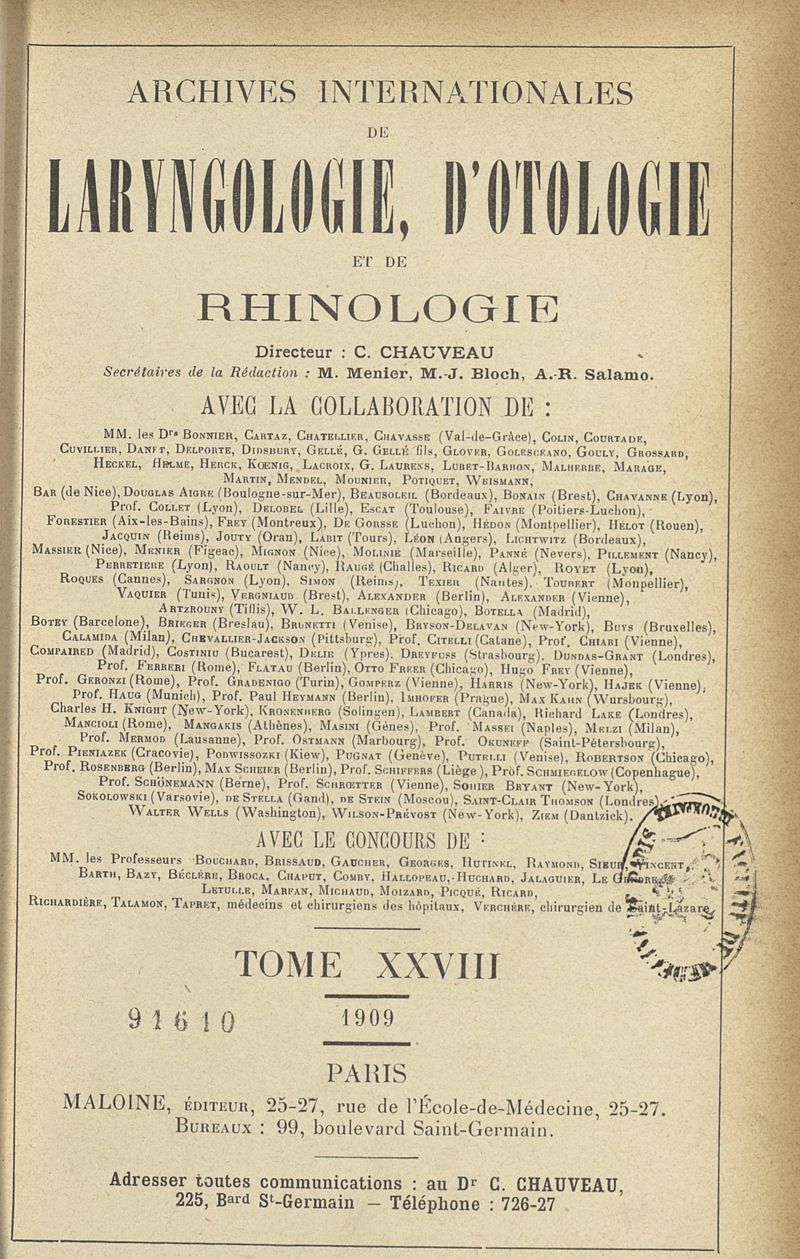 ARCHIVES INTERNATIONALES
DE
LARYNGOLOGIE, D'OTOLOGIE
ET DE
RHINOLOGIE
Directeur : C. CHAUVEAU
Secrétaires de la Rédaction : M. Menier, M.-J. Bloch, A.-R. Salamo.
AVEC LA COLLABORATION DE :
MM. les Drs BONNIER, CARTAZ, CHATELLIER, CHAVASSE (Val-de-Grâce), COLIN, COURTADE,
CUVILLIER, DANET, DELPORTE, DIDSBURY, GELLÉ, G. GELLÉ fils, GLOVER, GOLESCEANO, GOULY, GROSSARD,
HECKEL, HELME, HERCK, KOENIG, LACROIX, G. LAURENS, LUBET-BARBON, MALHERBE, MARAGE,
MARTIN, MENDEL, MOUNIER, POTIQUET, WEISMANN,
BAR (de Nice), DOUGLAS AIGRE (Boulogne-sur-Mer), BEAUSOLEIL (Bordeaux), BONAIN (Brest), CHAVANNE (Lyon),
Prof. COLLET (Lyon), DELOBEL (Lille), ESCAT (Toulouse), FAIVRE (Poitiers-Luchon),
FORESTIER (Aix-les-Bains), FREY (Montreux), DE GORSSE (Luchon), HÉDON (Montpellier), HÉLOT (Rouen),
JACQUIN (Reims), JOUTY (Oran), LABIT (Tours), LÉON (Angers), LICHTWITZ (Bordeaux),
MASSIER (Nice), MENIER (Figeac), MIGNON (Nice), MOLINIÉ (Marseille), PANNÉ (Nevers), PILLEMENT (Nancy),
PERRETIERE (Lyon), RAOULT (Nancy), RAUGÉ (Challes), RICARD (Alger), ROYET (Lyon),
ROQUES (Cannes), SARGNON (Lyon), SIMON (Reims), TEXIER (Nantes), TOUBERT (Monpellier),
VAQUIER (Tunis), VERGNIAUD (Brest), ALEXANDER (Berlin), ALEXANDER (Vienne),
ARTZROUNY (Tiflis), W. L. BALLENGER (Chicago), BOTELLA (Madrid),
BOTEY (Barcelone), BRIEGER (Breslau), BRUNETTI (Venise), BRYSON-DELAVAN (New-York), BUYS (Bruxelles),
CALAMIDA (Milan), CHEVALLIER-JACKSON (Pittsburg), Prof. CITELLI (Catane), Prof. CHIARI (Vienne),
COMPAIRED (Madrid), COSTINIU (Bucarest), DELIE (Ypres), DREYFUSS (Strasbourg), DUNDAS-GRANT (Londres),
Prof. FERRERI (Rome), FLATAU (Berlin), OTTO FREER (Chicago), HUGO FREY (Vienne),
Prof. GERONZI (Rome), Prof. GRADENIGO (Turin), GOMPERZ (Vienne), HARRIS (New-York), HAJEK (Vienne),
Prof. HAUG (Munich), Prof. Paul HEYMANN (Berlin), IMHOFER (Prague), MAX KAHN (Wursbourg),
Charles H. KNIGHT (New-York), KRONENBERG (Solingen), LAMBERT (Canada), Richard LAKE (Londres),
MANCIOLI (Rome), MANGAKIS (Athènes), MASINI (Gênes), Prof. MASSEI (Naples), MELZI (Milan),
Prof. MERMOD (Lausanne), Prof. OSTMANN (Marbourg), Prof. OKUNEFF (Saint-Pétersbourg),
Prof. PIENIAZEK (Cracovie), PODWISSOZKI (Kiew), PUGNAT (Genève), PUTELLI (Venise), ROBERTSON (Chicago),
Prof. ROSENBERG (Berlin), MAX SCHEIER (Berlin), Prof. SCHIFFERS (Liège), Prof. SCHMIEGELOW (Copenhague),
Prof. SCHÖNEMANN (Berne), Prof. SCHRŒTTER (Vienne), SOHIER BRYANT (New-York),
SOKOLOWSKI (Varsovie), DE STELLA (Gand), DE STEIN (Moscou), SAINT-CLAIR THOMSON (Londres),
WALTER WELLS (Washington), WILSON-PRÉVOST (New-York), ZIEM (Dantzick).
AVEC LE CONCOURS DE :
MM. les Professeurs BOUCHARD, BRISSAUD, GAUCHER, GEORGES, HUTINEL, RAYMOND, SIEUR, VINCENT,
BARTH, BAZY, BÉCLÈRE, BROCA, CHAPUT, COMBY, HALLOPEAU, HUCHARD, JALAGUIER, LE GENDRE,
LETULLE, MARFAN, MICHAUD, MOIZARD, PICQUÉ, RICARD,
RICHARDIÈRE, TALAMON, TAPRET, médecins et chirurgiens des hôpitaux, VERCHÈRE, chirurgien de Saint-Lazare.
TOME XXVIII
91610
1909
PARIS
MALOINE, ÉDITEUR, 25-27, rue de l'École-de-Médecine, 25-27.
BUREAUX : 99, boulevard Saint-Germain.
Adresser toutes communications : au Dr C. CHAUVEAU,
225, Bard St-Germain — Téléphone : 726-27